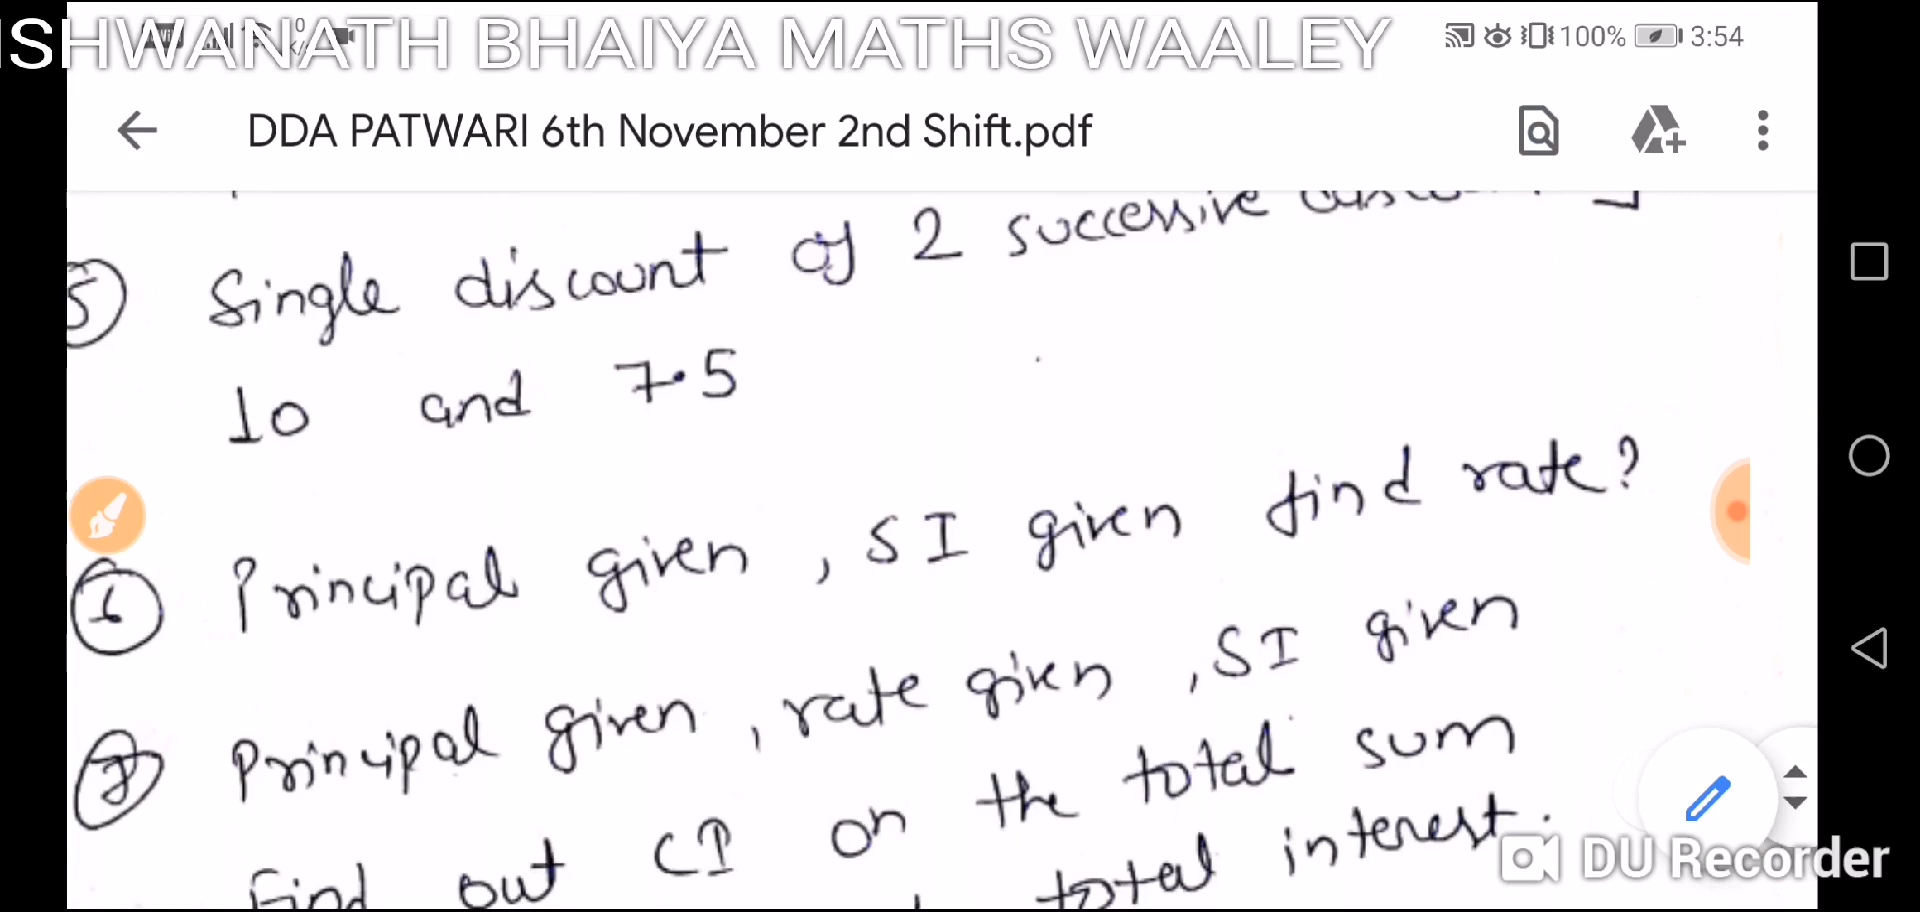 ISHWANATH BHAIYA MATHS WAALEY
100% 3:54
DDA PATWARI 6th November 2nd Shift.pdf
5 Single discount of 2 successive
10 and 7.5
6 Principal given, SI given find rate?
7 Principal given, rate given, SI given
Find out CI on the total sum
total interest.
DU Recorder